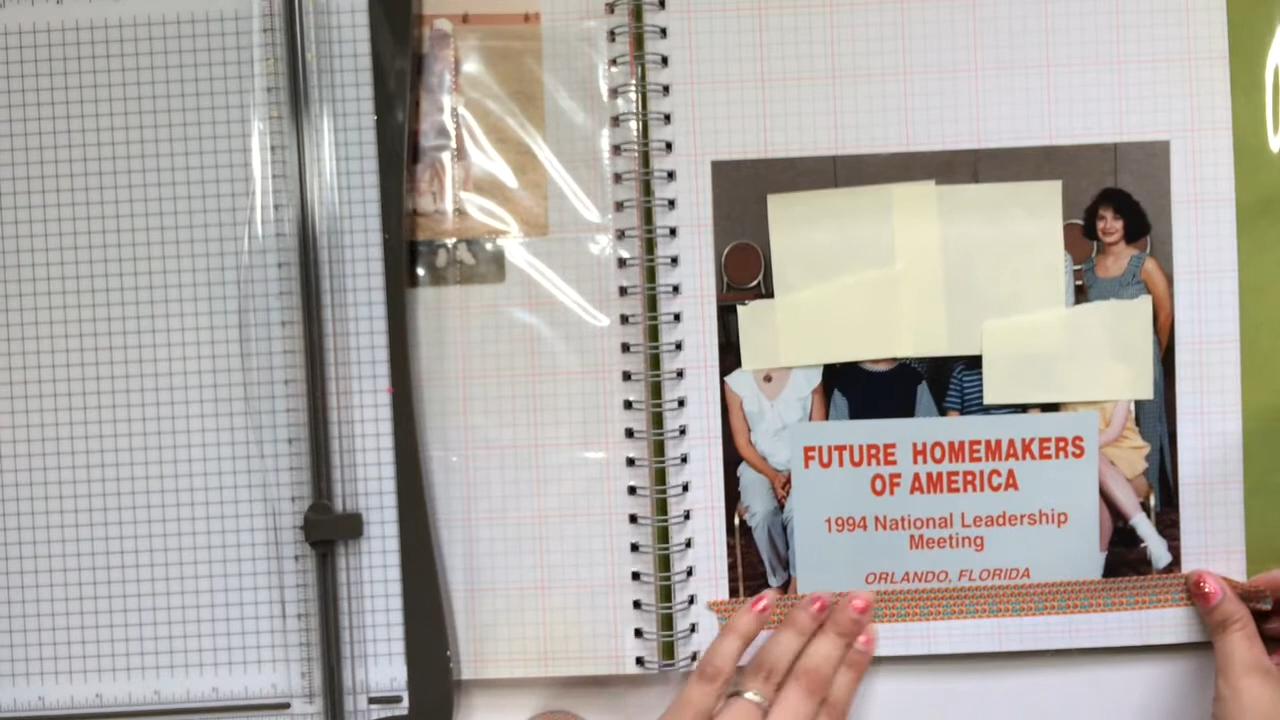 FUTURE HOMEMAKERS
OF AMERICA
1994 National Leadership
Meeting
ORLANDO, FLORIDA